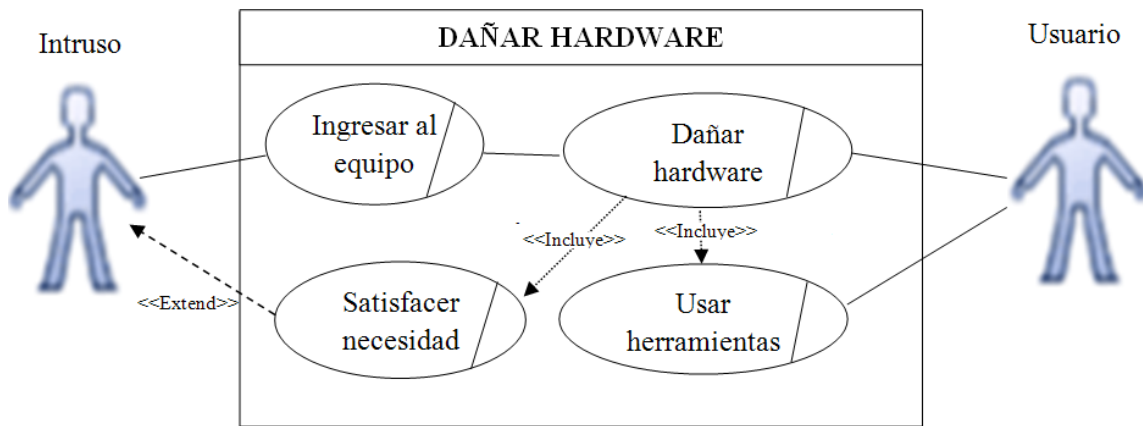 DAÑAR HARDWARE
Intruso
Usuario
Ingresar al
equipo
Dañar
hardware
<<Incluye>>
<<Incluye>>
<<Extend>>
Satisfacer
necesidad
Usar
herramientas